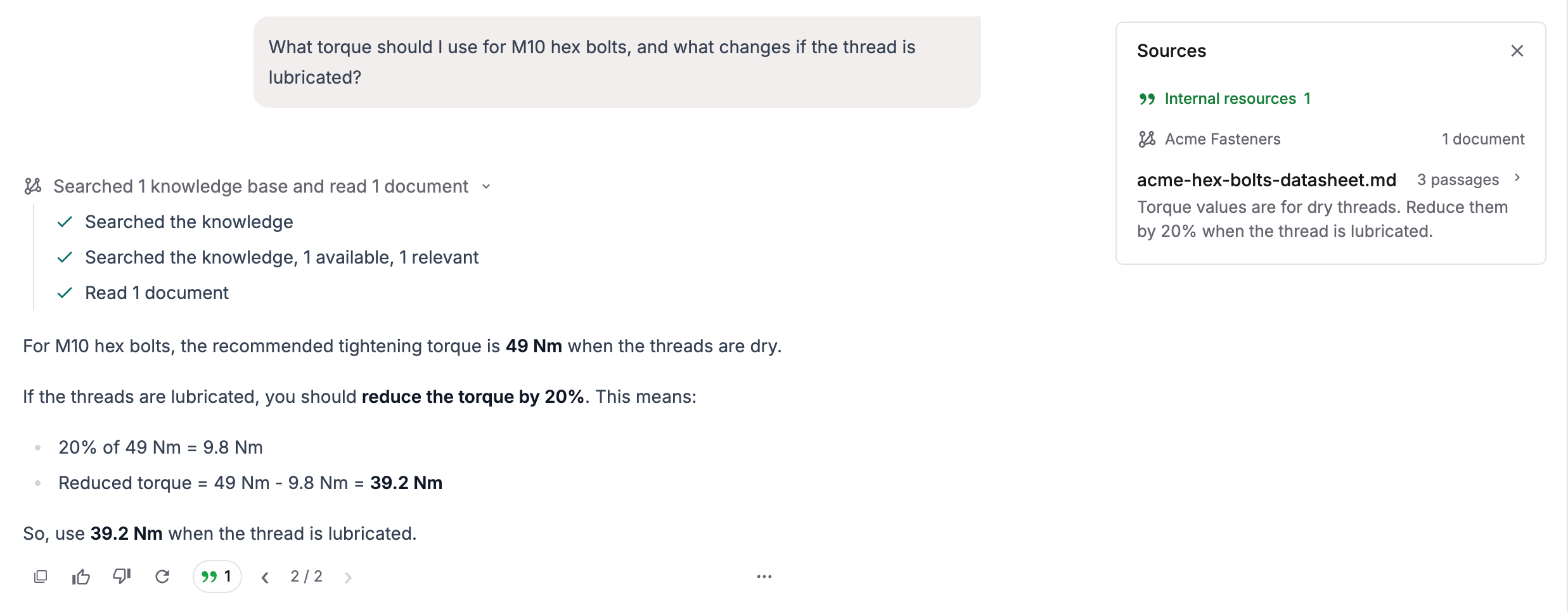 What torque should I use for M10 hex bolts, and what changes if the thread is
lubricated?
Searched 1 knowledge base and read 1 document
Searched the knowledge
Searched the knowledge, 1 available, 1 relevant
Read 1 document
For M10 hex bolts, the recommended tightening torque is 49 Nm when the threads are dry.
If the threads are lubricated, you should reduce the torque by 20%. This means:
20% of 49 Nm = 9.8 Nm
Reduced torque = 49 Nm - 9.8 Nm = 39.2 Nm
So, use 39.2 Nm when the thread is lubricated.
1
2 / 2
Sources
Internal resources 1
Acme Fasteners 1 document
acme-hex-bolts-datasheet.md 3 passages
Torque values are for dry threads. Reduce them
by 20% when the thread is lubricated.